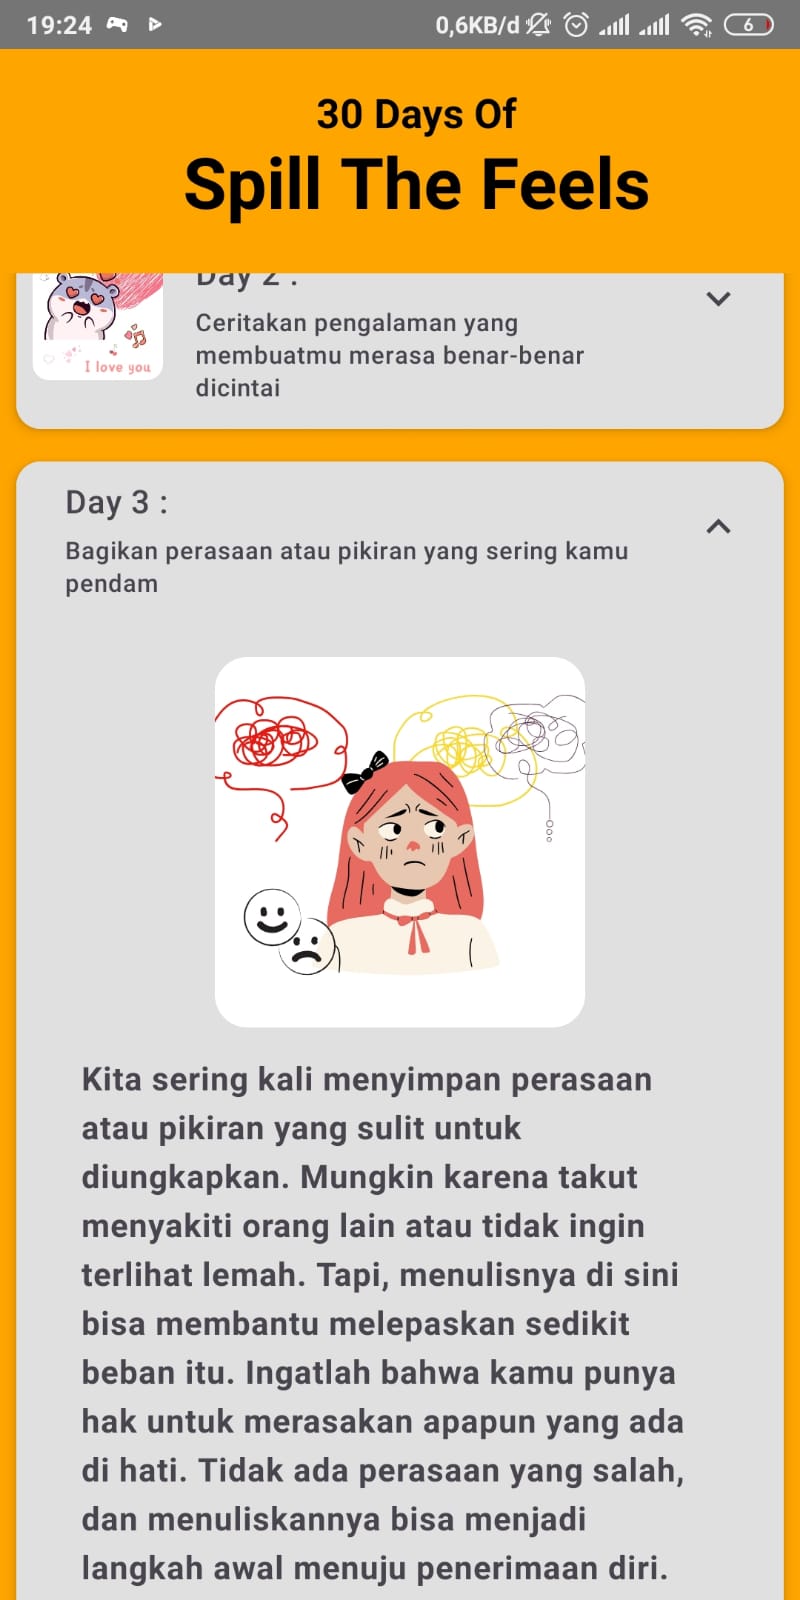 19:24
0,6KB/d
6
30 Days Of
Spill The Feels
Day 2 :
Ceritakan pengalaman yang
membuatmu merasa benar-benar
dicintai
I love you
Day 3 :
Bagikan perasaan atau pikiran yang sering kamu
pendam
Kita sering kali menyimpan perasaan
atau pikiran yang sulit untuk
diungkapkan. Mungkin karena takut
menyakiti orang lain atau tidak ingin
terlihat lemah. Tapi, menulisnya di sini
bisa membantu melepaskan sedikit
beban itu. Ingatlah bahwa kamu punya
hak untuk merasakan apapun yang ada
di hati. Tidak ada perasaan yang salah,
dan menuliskannya bisa menjadi
langkah awal menuju penerimaan diri.